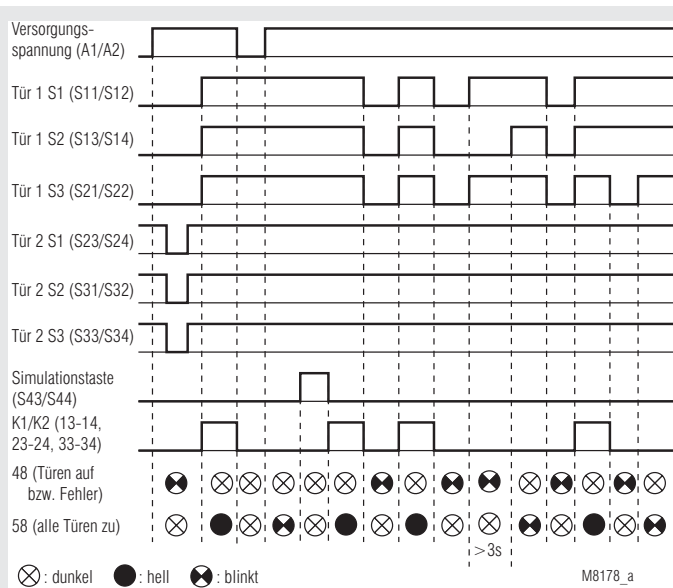 Versorgungs-
spannung (A1/A2)
Tür 1 S1 (S11/S12)
Tür 1 S2 (S13/S14)
Tür 1 S3 (S21/S22)
Tür 2 S1 (S23/S24)
Tür 2 S2 (S31/S32)
Tür 2 S3 (S33/S34)
Simulationstaste
(S43/S44)
K1/K2 (13-14,
23-24, 33-34)
48 (Türen auf
bzw. Fehler)
58 (alle Türen zu)
>3s
: dunkel : hell : blinkt M8178_a